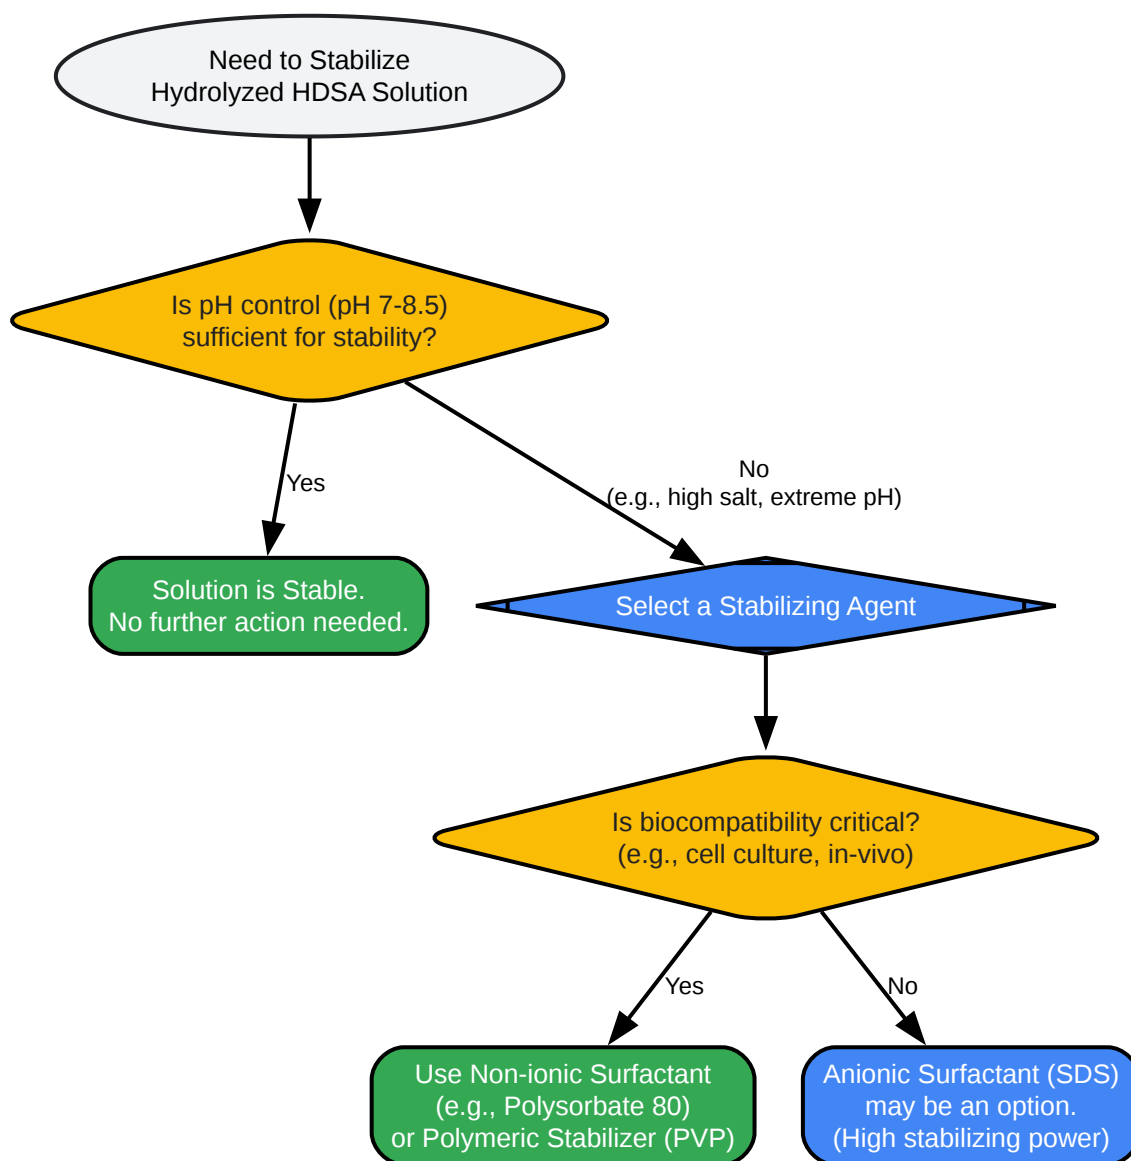 Need to Stabilize
Hydrolyzed HDSA Solution
Is pH control (pH 7-8.5)
sufficient for stability?
Yes
No
(e.g., high salt, extreme pH)
Solution is Stable.
No further action needed.
Select a Stabilizing Agent
Is biocompatibility critical?
(e.g., cell culture, in-vivo)
Yes
No
Use Non-ionic Surfactant
(e.g., Polysorbate 80)
or Polymeric Stabilizer (PVP)
Anionic Surfactant (SDS)
may be an option.
(High stabilizing power)